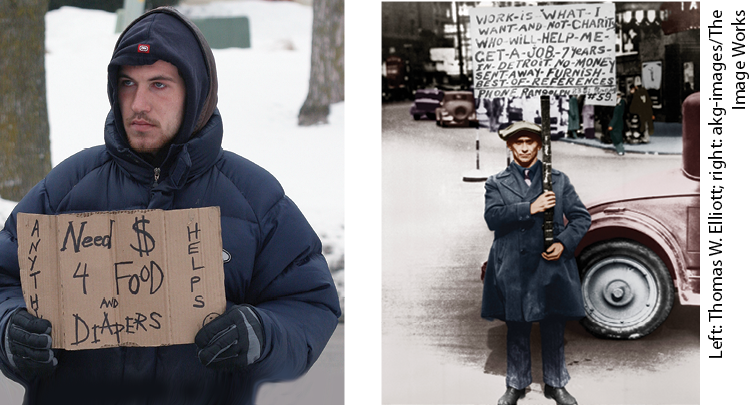 ANYTH
Need $
4 FOOD
AND
DIAPERS
HELPS
WORK-IS-WHAT-I
WANT-AND-NOT-CHARITY
WHO-WILL-HELP-ME-
GET-A-JOB-7 YEARS-
IN-DETROIT. NO-MONEY
SENT-AWAY-FURNISH-
BEST-OF-REFERENCES
PHONE RANDOLPH
#59.
Left: Thomas W. Elliott; right: akg-images/The
Image Works